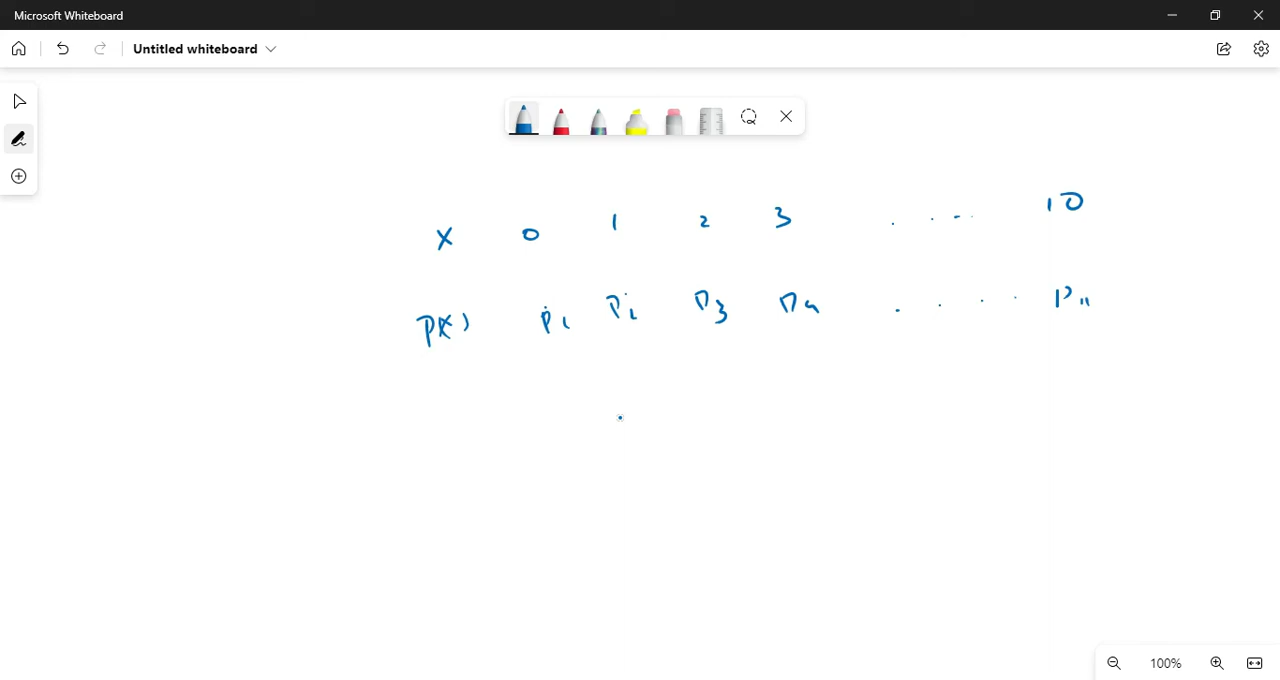 Microsoft Whiteboard
Untitled whiteboard
X 0 1 2 3 . . . . 10
P(X) P1 P2 P3 P4 . . . . P11
100%